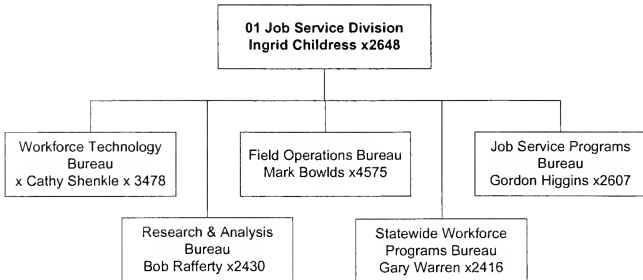 01 Job Service Division
Ingrid Childress x2648
Workforce Technology
Bureau
x Cathy Shenkle x 3478
Field Operations Bureau
Mark Bowlds x4575
Job Service Programs
Bureau
Gordon Higgins x2607
Research & Analysis
Bureau
Bob Rafferty x2430
Statewide Workforce
Programs Bureau
Gary Warren x2416